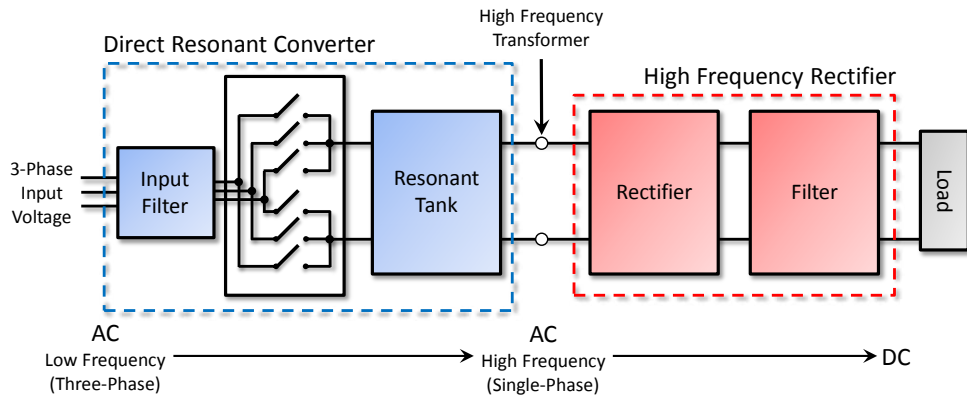 High Frequency
Transformer
Direct Resonant Converter
High Frequency Rectifier
3-Phase
Input
Voltage
Input
Filter
Resonant
Tank
Rectifier
Filter
Load
AC
Low Frequency
(Three-Phase)
AC
High Frequency
(Single-Phase)
DC